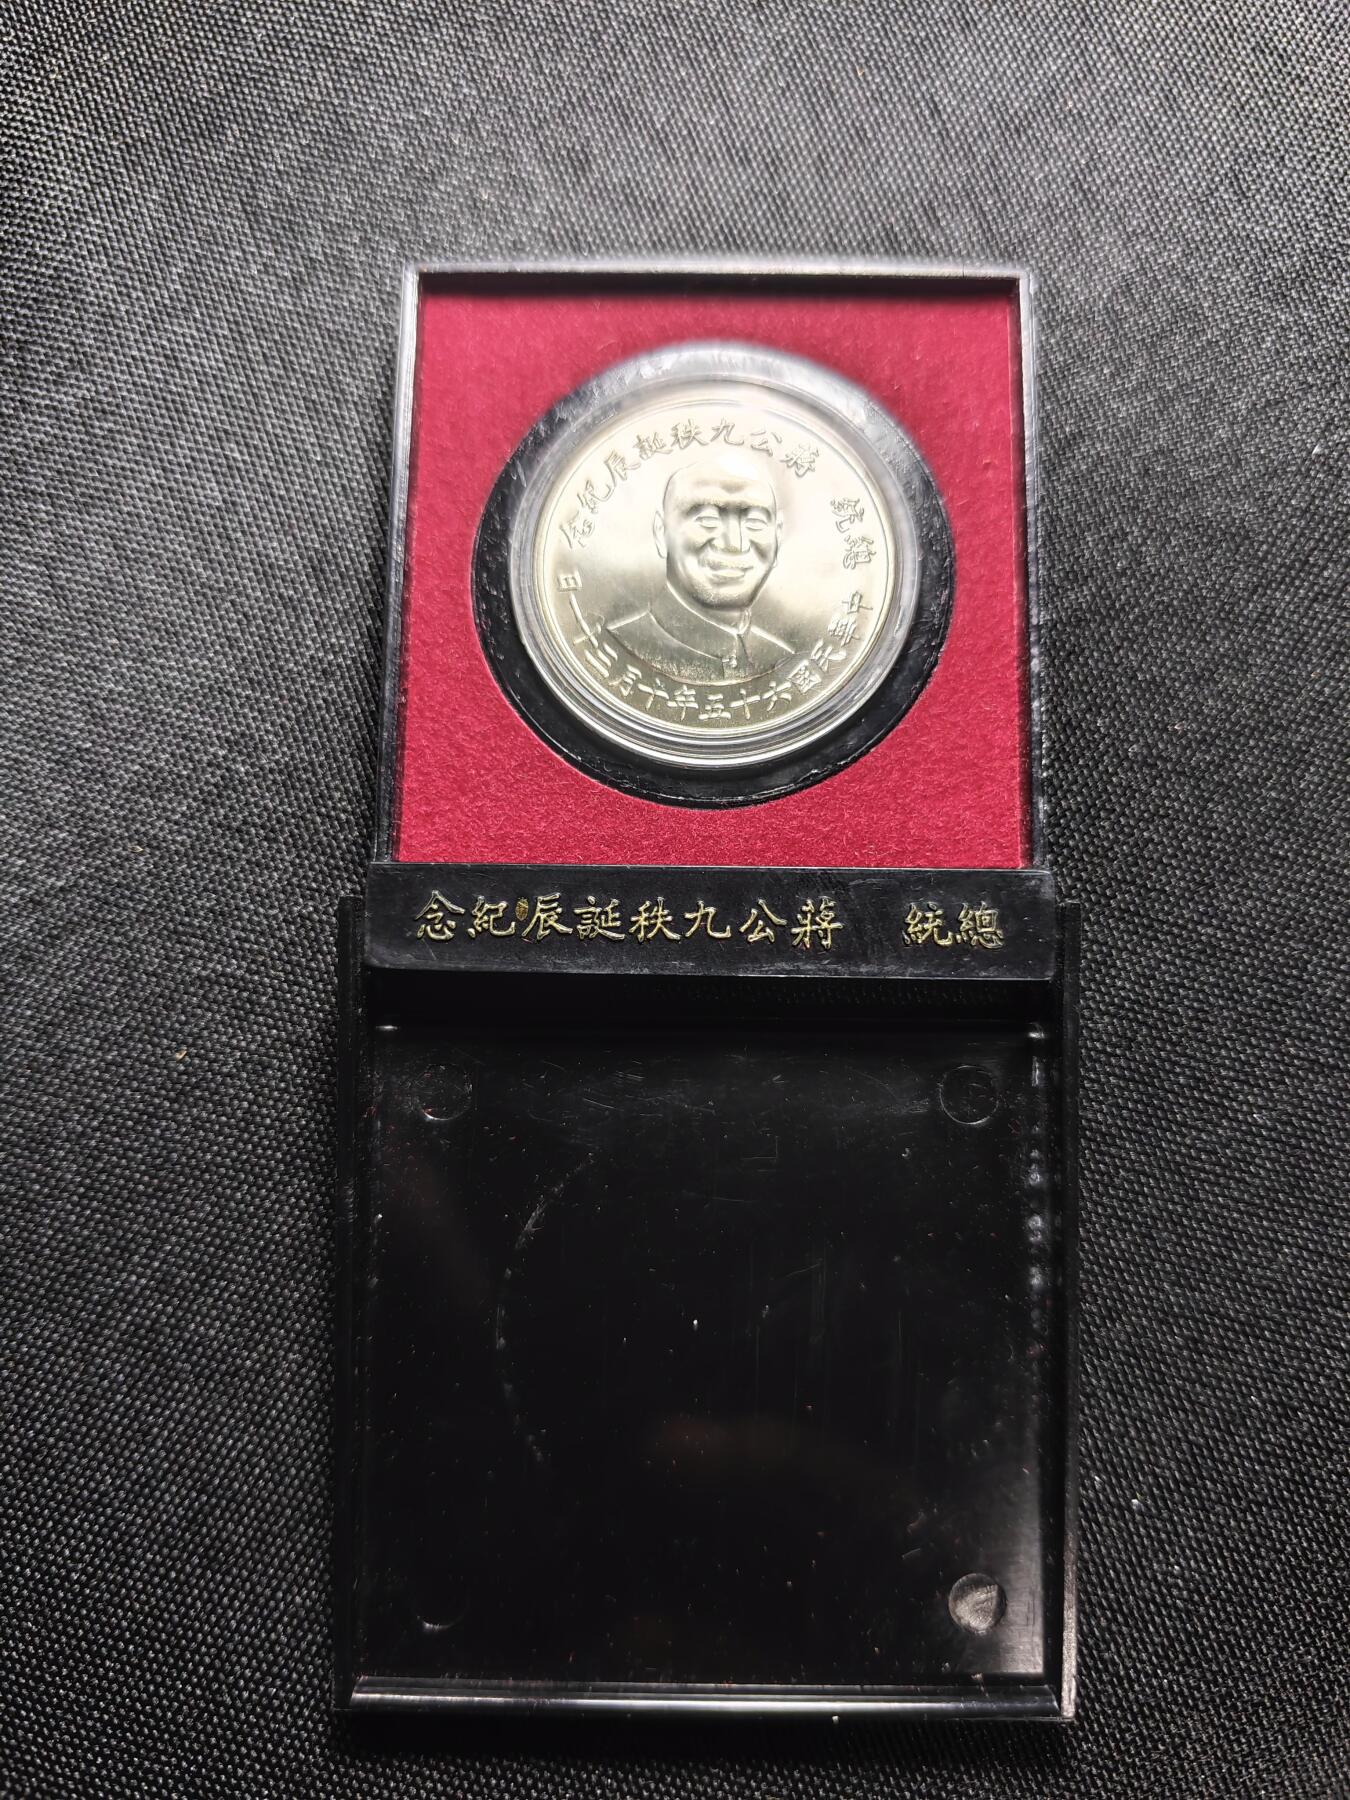 總統 蔣公九秩誕辰紀念
中華民國六十五年十月三十一日
總統 蔣公九秩誕辰紀念